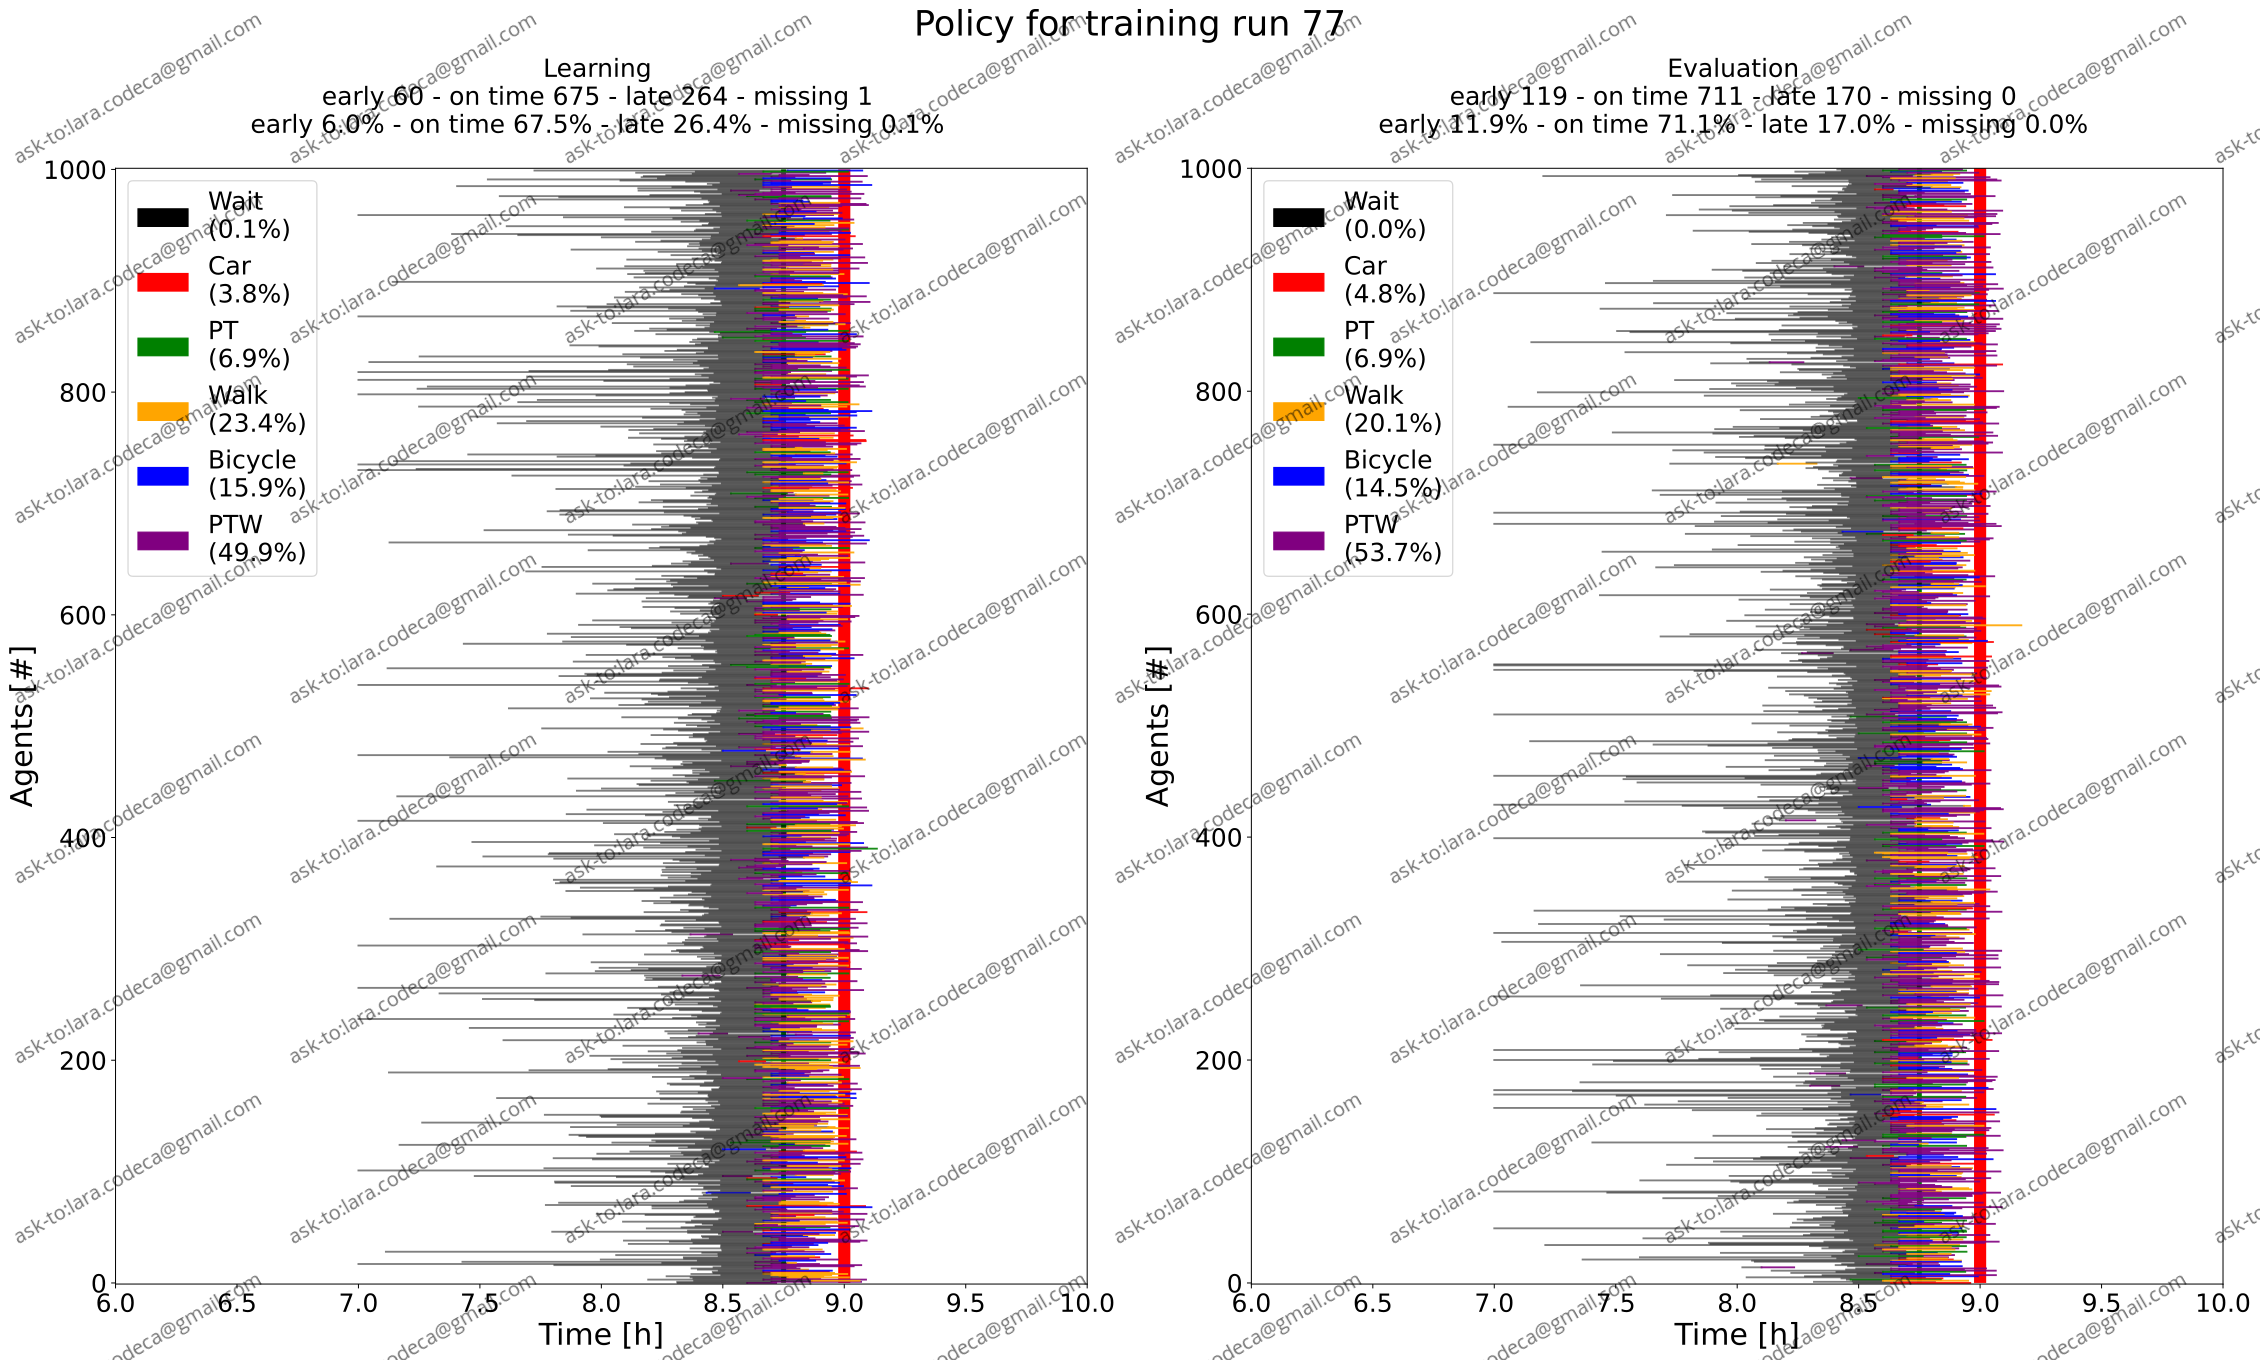 Policy for training run 77
Learning
early 60 - on time 675 - late 264 - missing 1
early 6.0% - on time 67.5% - late 26.4% - missing 0.1%
Wait
(0.1%)
Car
(3.8%)
PT
(6.9%)
Walk
(23.4%)
Bicycle
(15.9%)
PTW
(49.9%)
Agents [#]
1000
800
600
400
200
0
6.0 6.5 7.0 7.5 8.0 8.5 9.0 9.5 10.0
Time [h]
Evaluation
early 119 - on time 711 - late 170 - missing 0
early 11.9% - on time 71.1% - late 17.0% - missing 0.0%
Wait
(0.0%)
Car
(4.8%)
PT
(6.9%)
Walk
(20.1%)
Bicycle
(14.5%)
PTW
(53.7%)
Agents [#]
1000
800
600
400
200
0
6.0 6.5 7.0 7.5 8.0 8.5 9.0 9.5 10.0
Time [h]
ask-to:lara.codeca@gmail.com